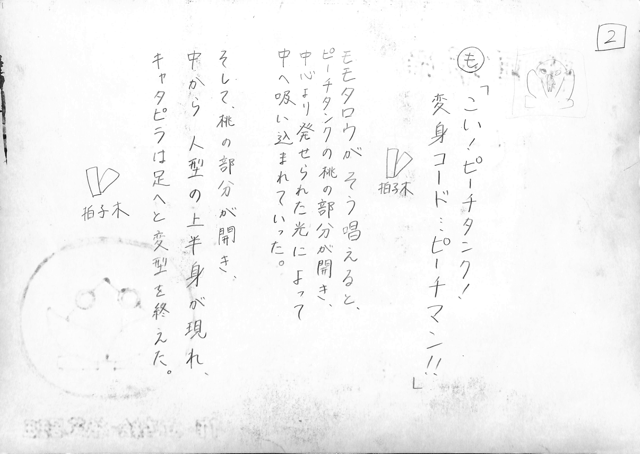 2
も「こい!ピーチタンク!
変身コード…ピーチマン!!」
拍子木
モモタロウがそう唱えると、
ピーチタンクの桃の部分が開き、
中心より発せられた光によって
中へ吸い込まれていった。
そして、桃の部分が開き、
中から人型の上半身が現れ、
キャタピラは足へと変型を終えた。
拍子木